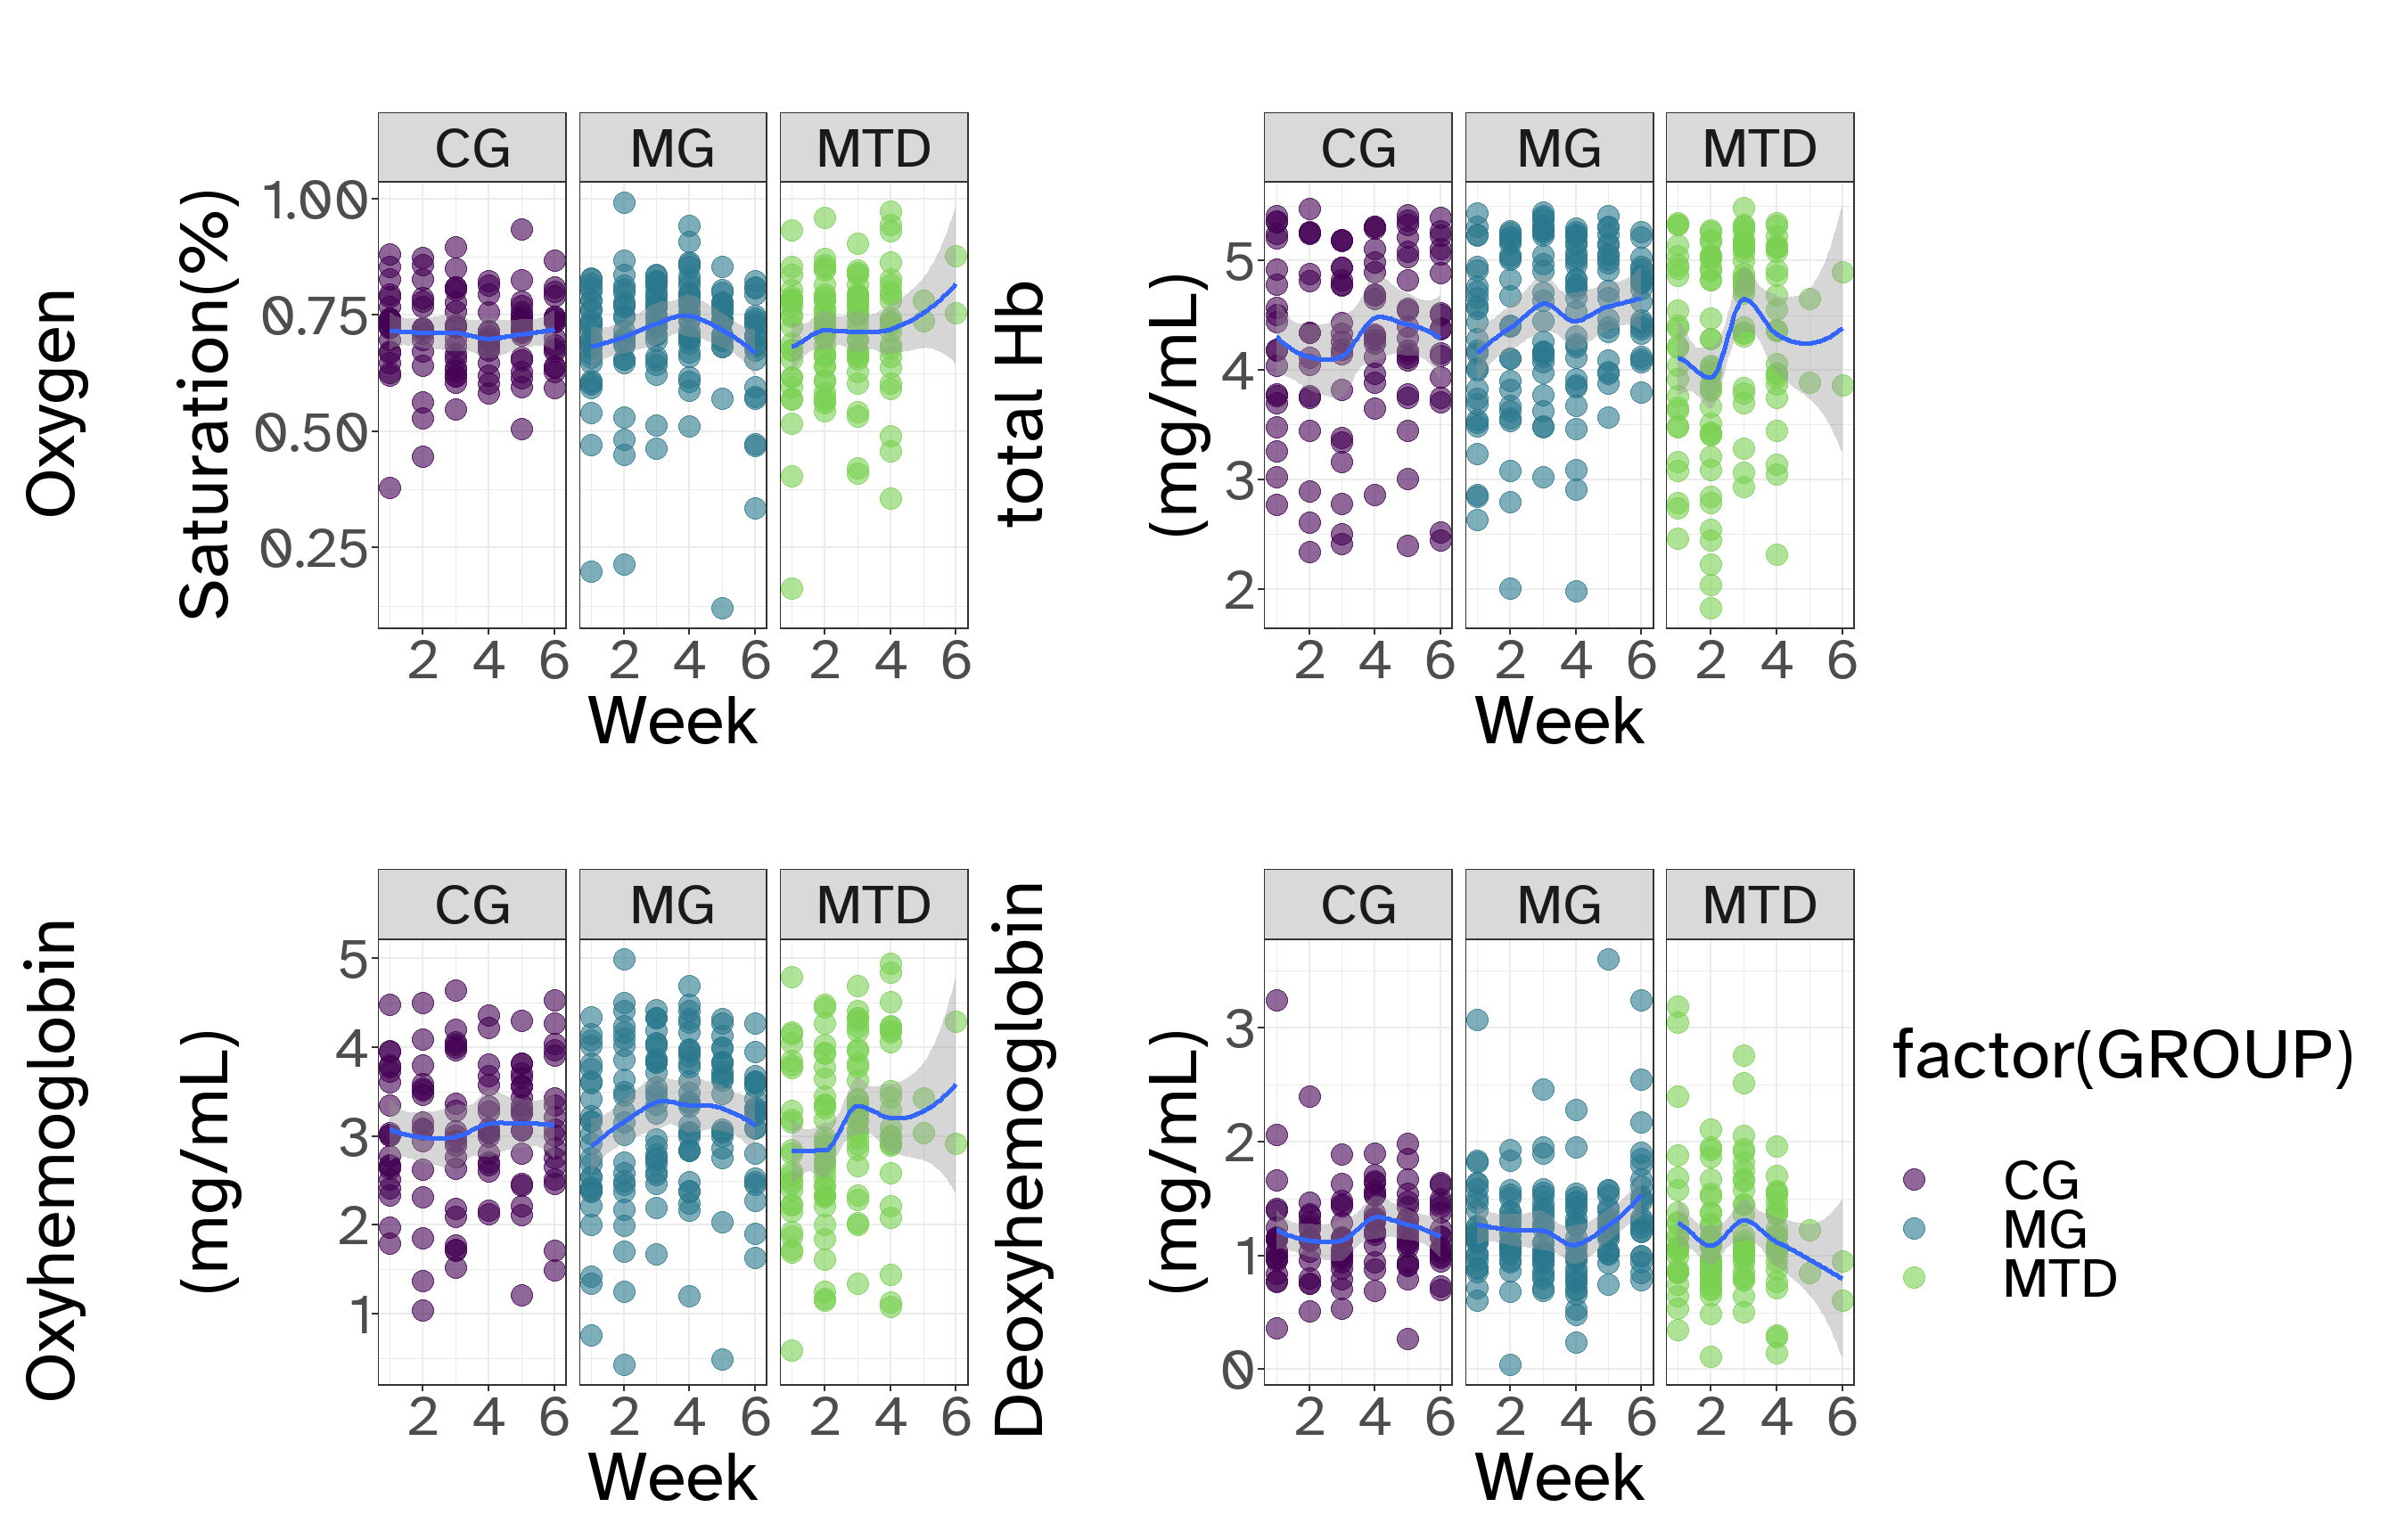 Oxygen
Saturation(%)
CG MG MTD
1.00
0.75
0.50
0.25
2 4 6 2 4 6 2 4 6
Week
total Hb
(mg/mL)
CG MG MTD
5
4
3
2
2 4 6 2 4 6 2 4 6
Week
Oxyhemoglobin
(mg/mL)
CG MG MTD
5
4
3
2
1
2 4 6 2 4 6 2 4 6
Week
Deoxyhemoglobin
(mg/mL)
CG MG MTD
3
2
1
0
2 4 6 2 4 6 2 4 6
Week
factor(GROUP)
CG
MG
MTD